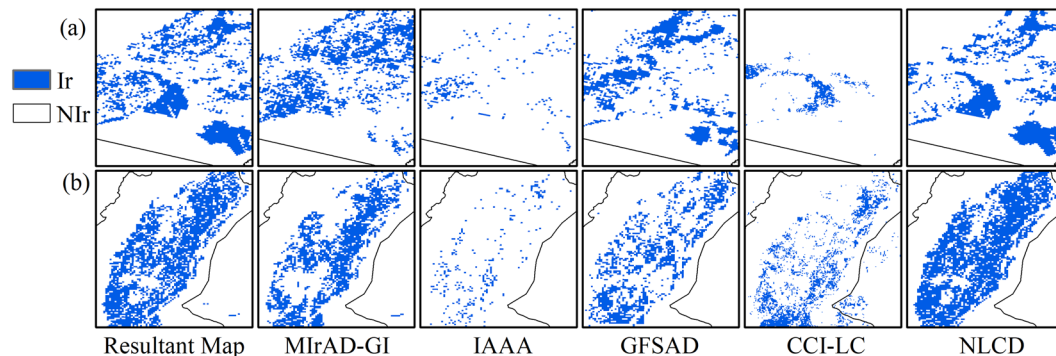 (a)
Ir
NIr
(b)
Resultant Map MIrAD-GI IAAA GFSAD CCI-LC NLCD